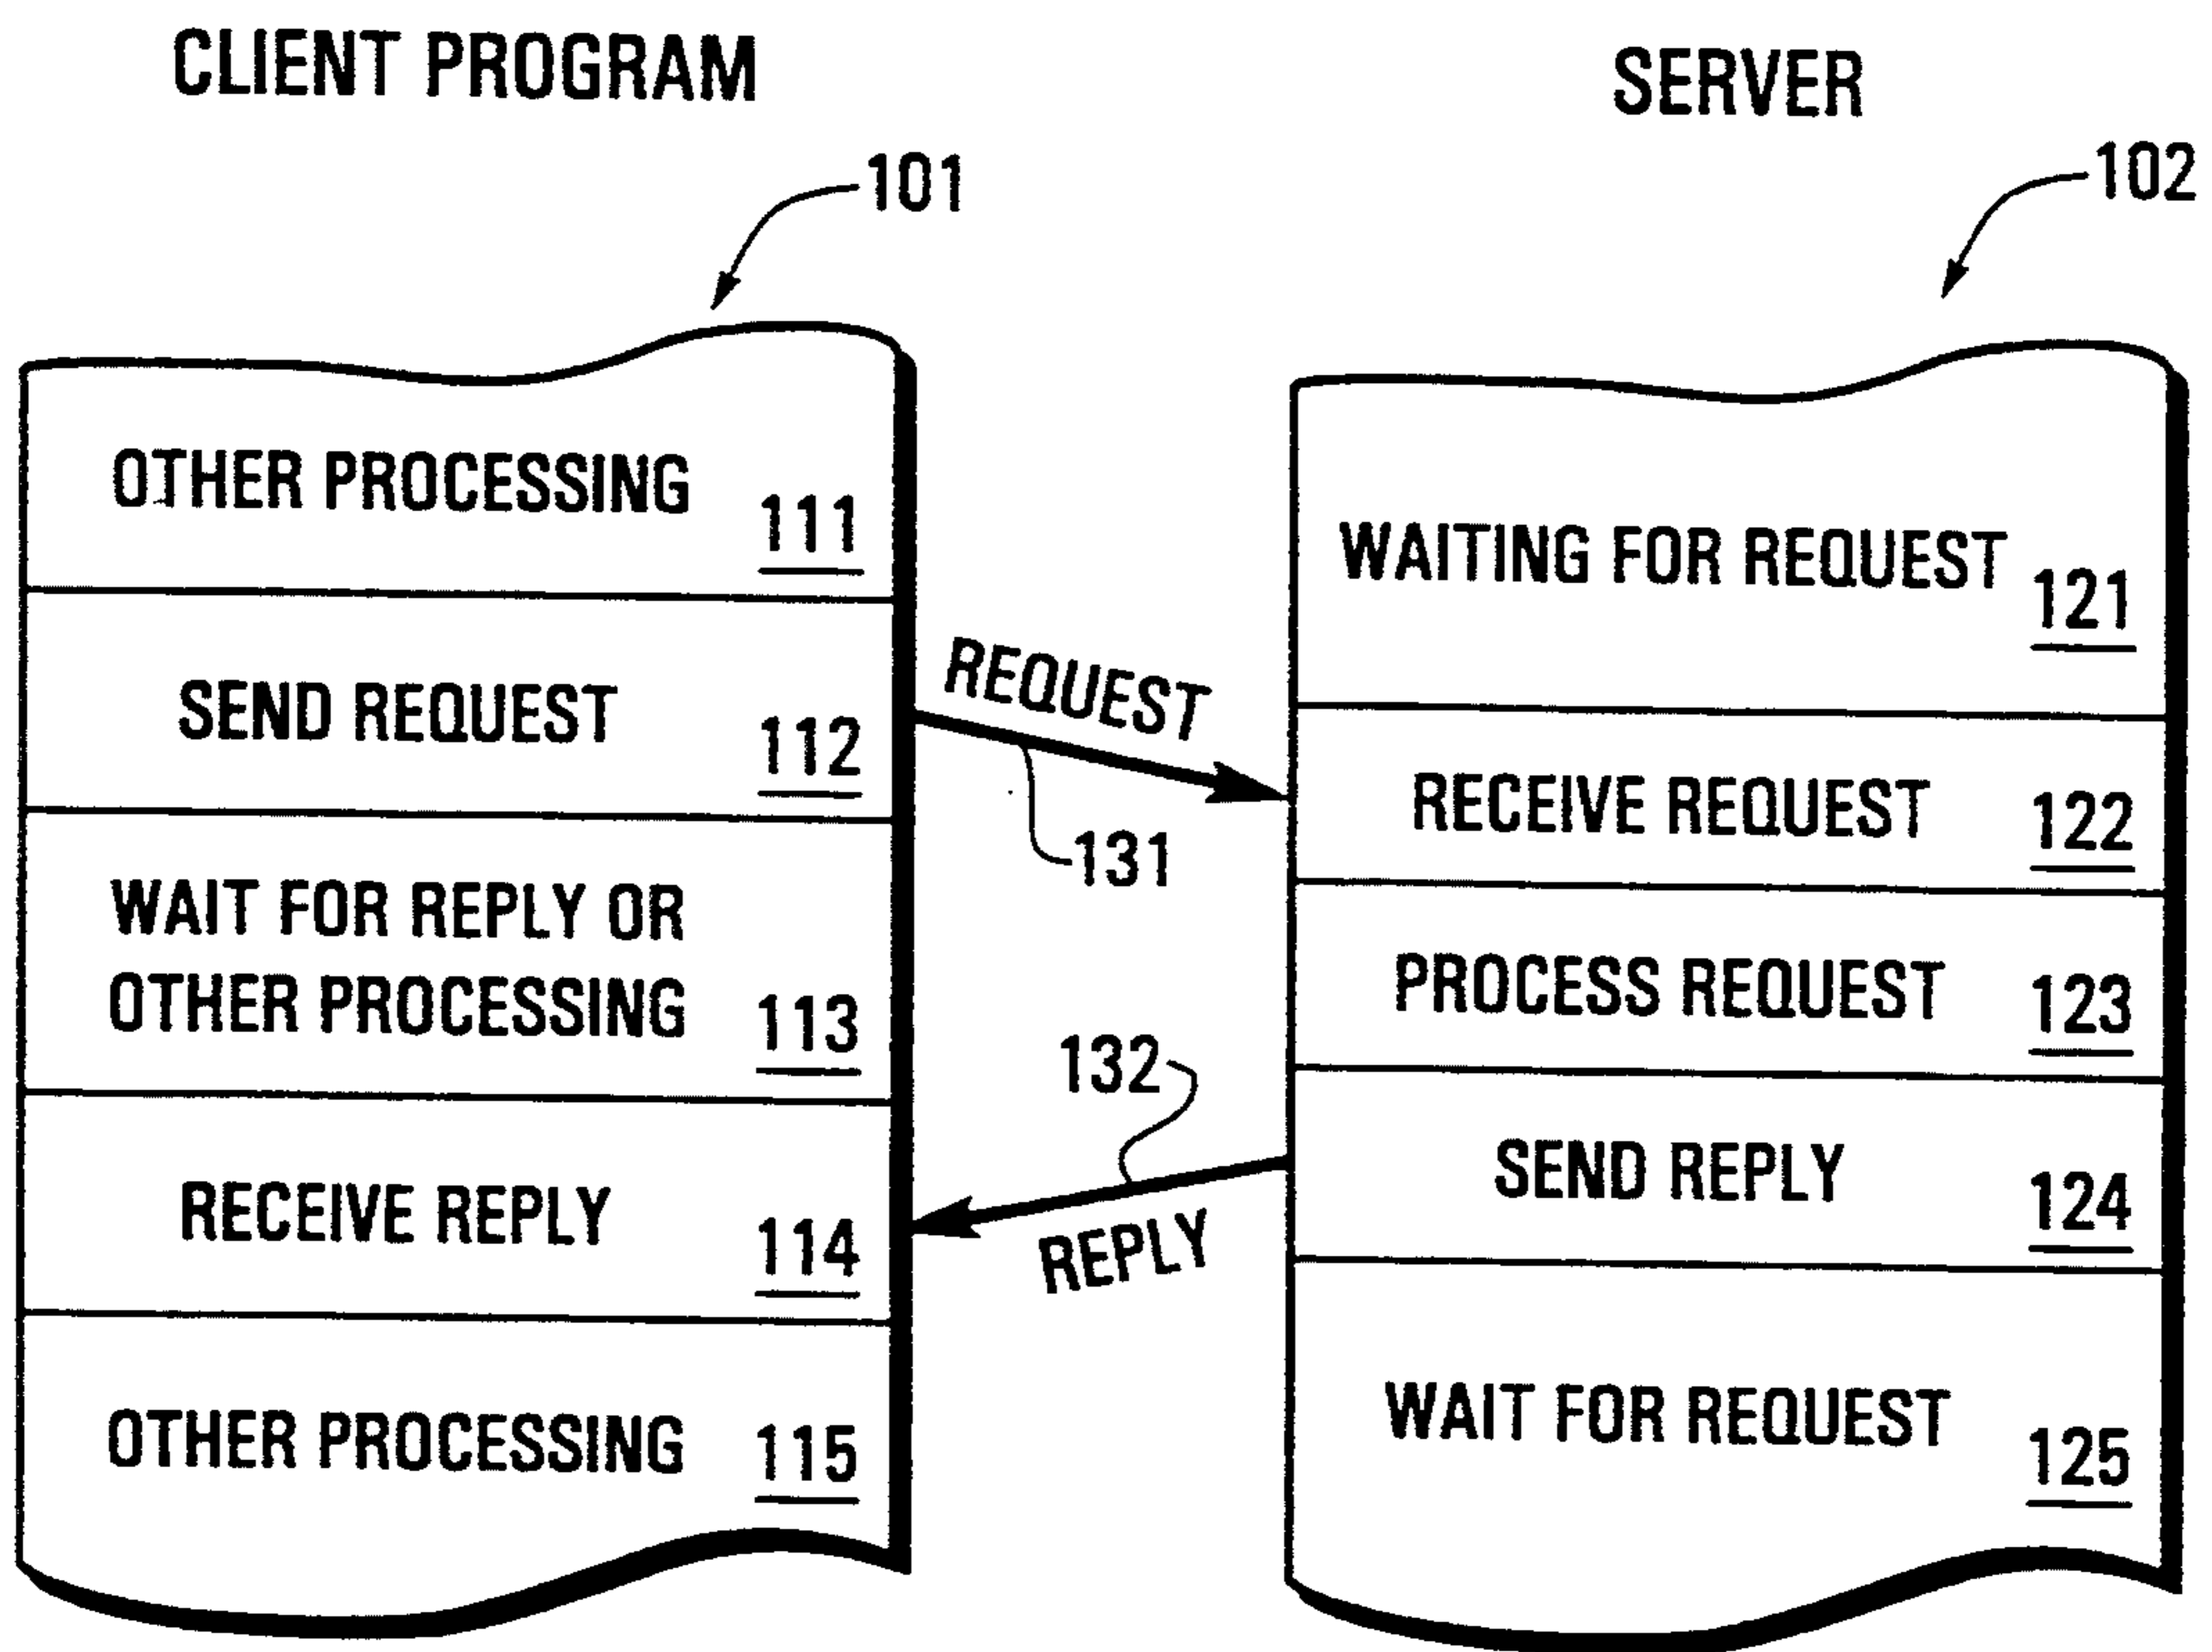 CLIENT PROGRAM
101
OTHER PROCESSING 111
SEND REQUEST 112
WAIT FOR REPLY OR
OTHER PROCESSING 113
RECEIVE REPLY 114
OTHER PROCESSING 115
REQUEST
131
132
REPLY
SERVER
102
WAITING FOR REQUEST 121
RECEIVE REQUEST 122
PROCESS REQUEST 123
SEND REPLY 124
WAIT FOR REQUEST 125